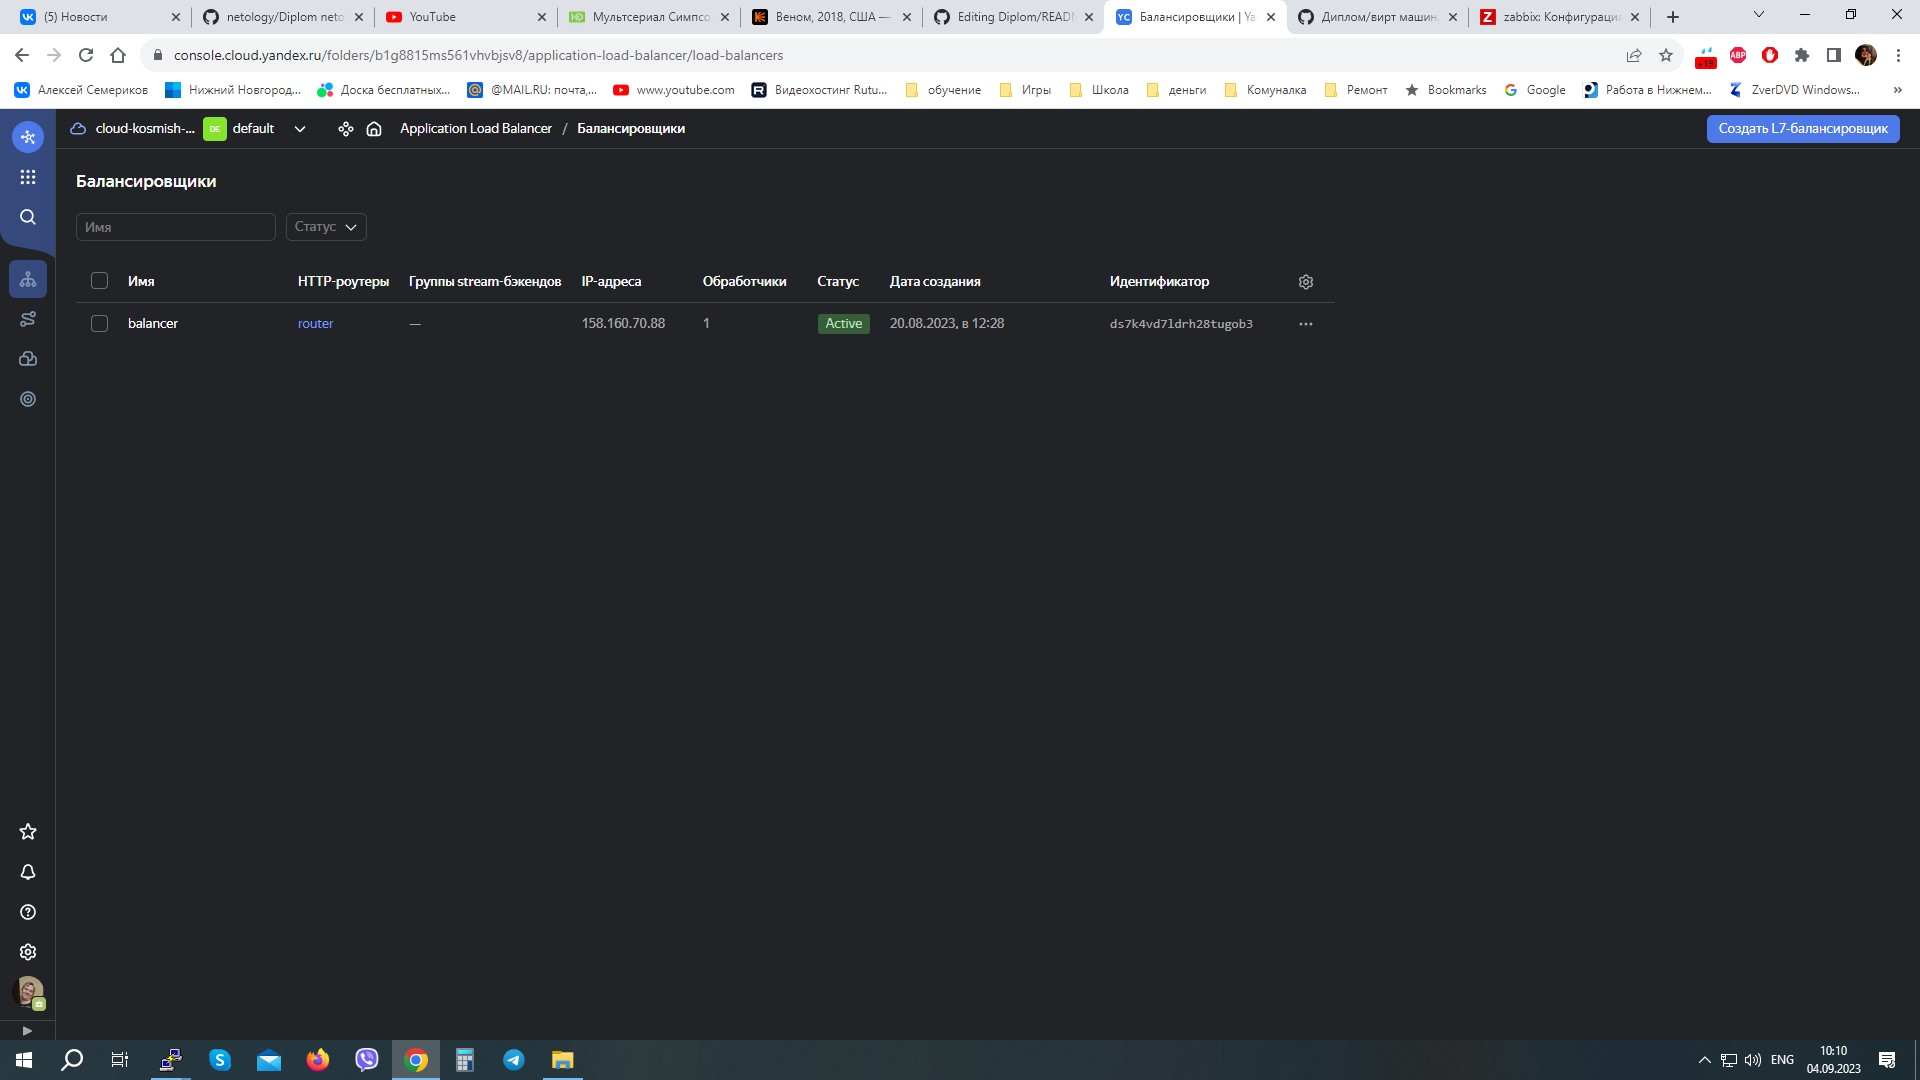 (5) Новости
netology/Diplom neto
YouTube
Мультсериал Симпсо
Веном, 2018, США —
Editing Diplom/READ
Балансировщики | Ya
Диплом/вирт машин
zabbix: Конфигурация
console.cloud.yandex.ru/folders/b1g8815ms561vhvbjsv8/application-load-balancer/load-balancers
+19
ABP
Алексей Семериков
Нижний Новгород...
Доска бесплатных...
@MAIL.RU: почта,...
www.youtube.com
Видеохостинг Rutu...
обучение
Игры
Школа
деньги
Комуналка
Ремонт
Bookmarks
Google
Работа в Нижнем...
ZverDVD Windows...
»
cloud-kosmish-...
DE
default
Application Load Balancer / Балансировщики
Создать L7-балансировщик
Балансировщики
Имя
Статус
Имя HTTP-роутеры Группы stream-бэкендов IP-адреса Обработчики Статус Дата создания Идентификатор
balancer router — 158.160.70.88 1 Active 20.08.2023, в 12:28 ds7k4vd7ldrh28tugob3
ENG
10:10
04.09.2023